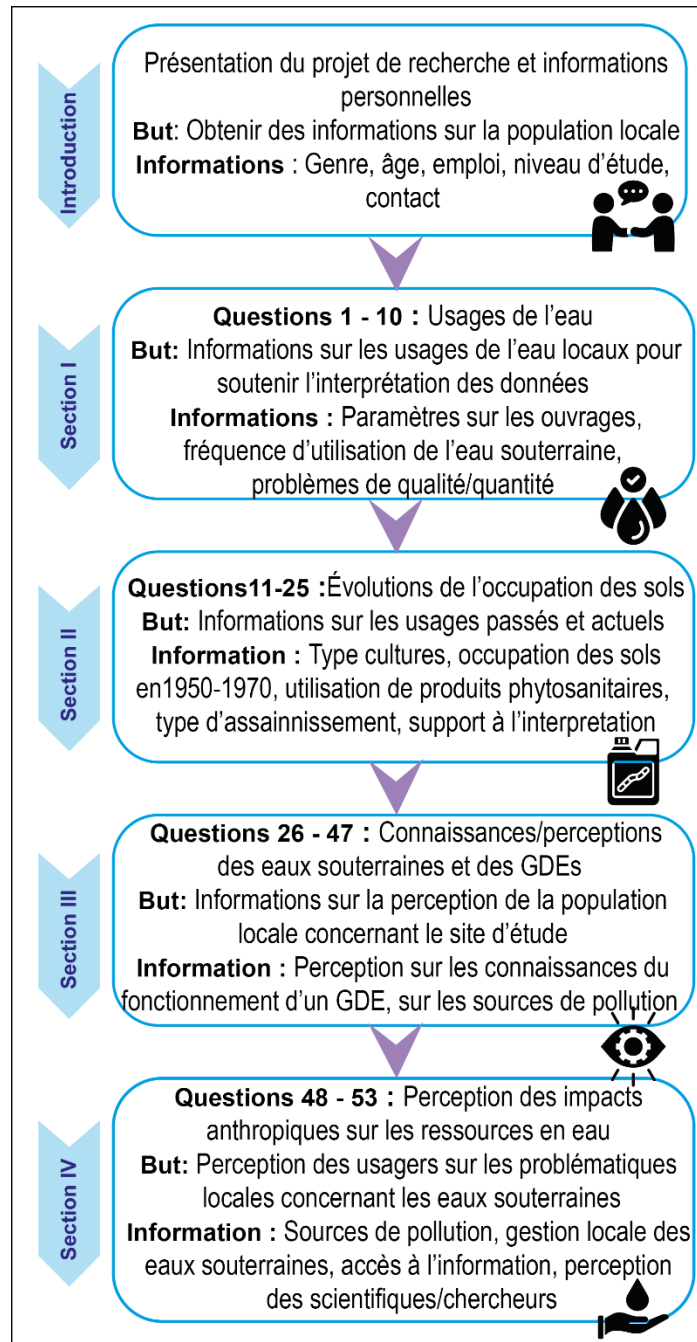 Introduction
Présentation du projet de recherche et informations
personnelles
But: Obtenir des informations sur la population locale
Informations : Genre, âge, emploi, niveau d'étude,
contact
Section I
Questions 1 - 10 : Usages de l'eau
But: Informations sur les usages de l'eau locaux pour
soutenir l'interprétation des données
Informations : Paramètres sur les ouvrages,
fréquence d'utilisation de l'eau souterraine,
problèmes de qualité/quantité
Section II
Questions11-25 :Évolutions de l'occupation des sols
But: Informations sur les usages passés et actuels
Information : Type cultures, occupation des sols
en1950-1970, utilisation de produits phytosanitaires,
type d'assainnissement, support à l'interpretation
Section III
Questions 26 - 47 : Connaissances/perceptions
des eaux souterraines et des GDEs
But: Informations sur la perception de la population
locale concernant le site d'étude
Information : Perception sur les connaissances du
fonctionnement d'un GDE, sur les sources de pollution
Section IV
Questions 48 - 53 : Perception des impacts
anthropiques sur les ressources en eau
But: Perception des usagers sur les problématiques
locales concernant les eaux souterraines
Information : Sources de pollution, gestion locale des
eaux souterraines, accès à l'information, perception
des scientifiques/chercheurs